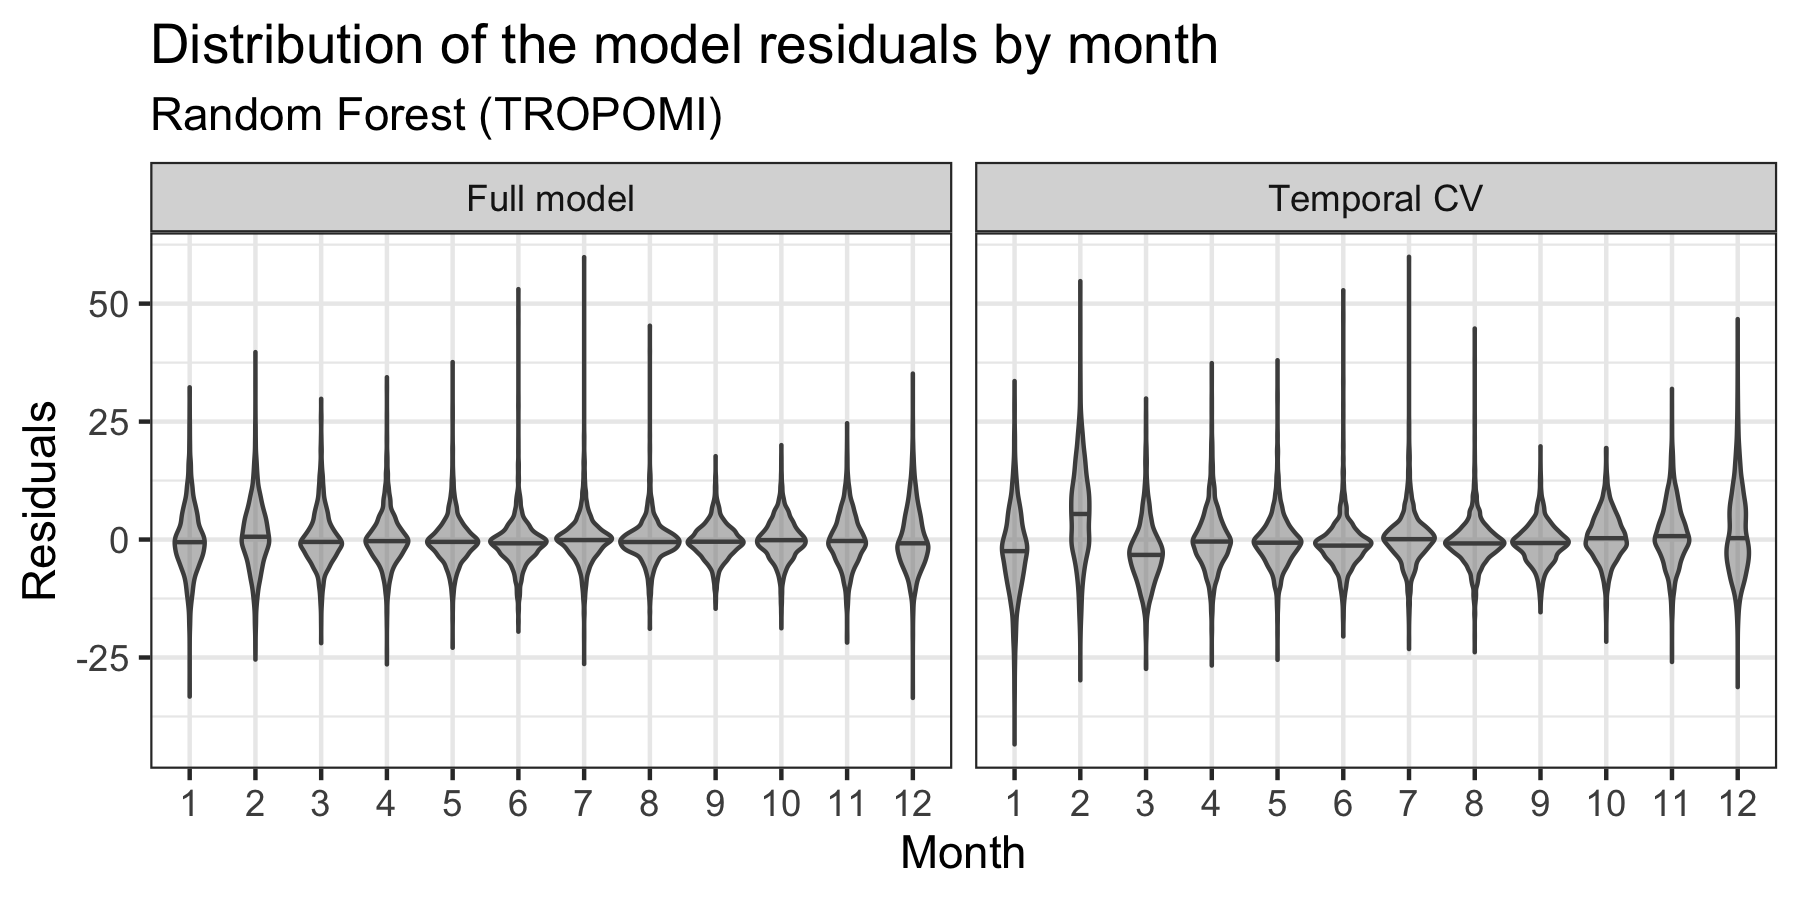 Distribution of the model residuals by month
Random Forest (TROPOMI)
Full model
Temporal CV
Residuals
50
25
0
-25
1 2 3 4 5 6 7 8 9 10 11 12
1 2 3 4 5 6 7 8 9 10 11 12
Month